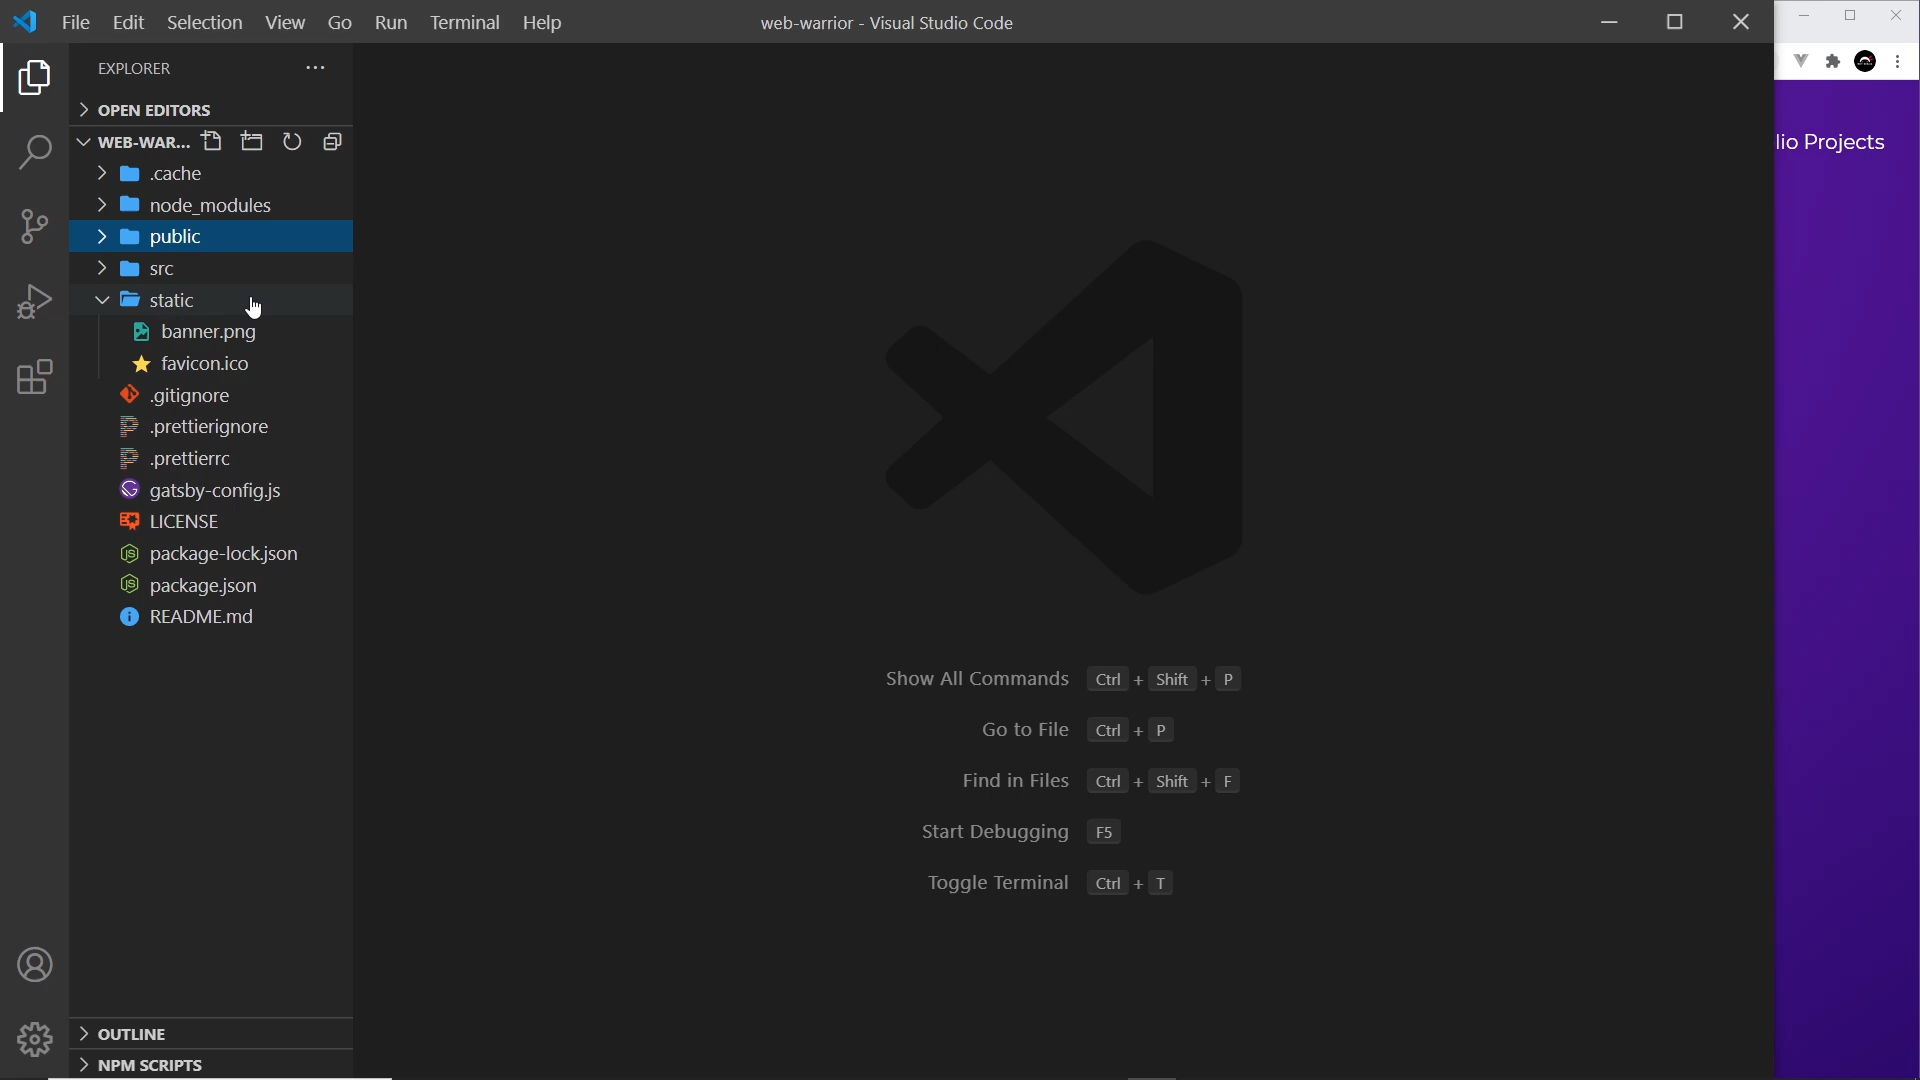 File Edit Selection View Go Run Terminal Help
web-warrior - Visual Studio Code
EXPLORER
OPEN EDITORS
WEB-WAR...
.cache
node_modules
public
src
static
banner.png
favicon.ico
.gitignore
.prettierignore
.prettierrc
gatsby-config.js
LICENSE
package-lock.json
package.json
README.md
OUTLINE
NPM SCRIPTS
Show All Commands Ctrl + Shift + P
Go to File Ctrl + P
Find in Files Ctrl + Shift + F
Start Debugging F5
Toggle Terminal Ctrl + T
lio Projects